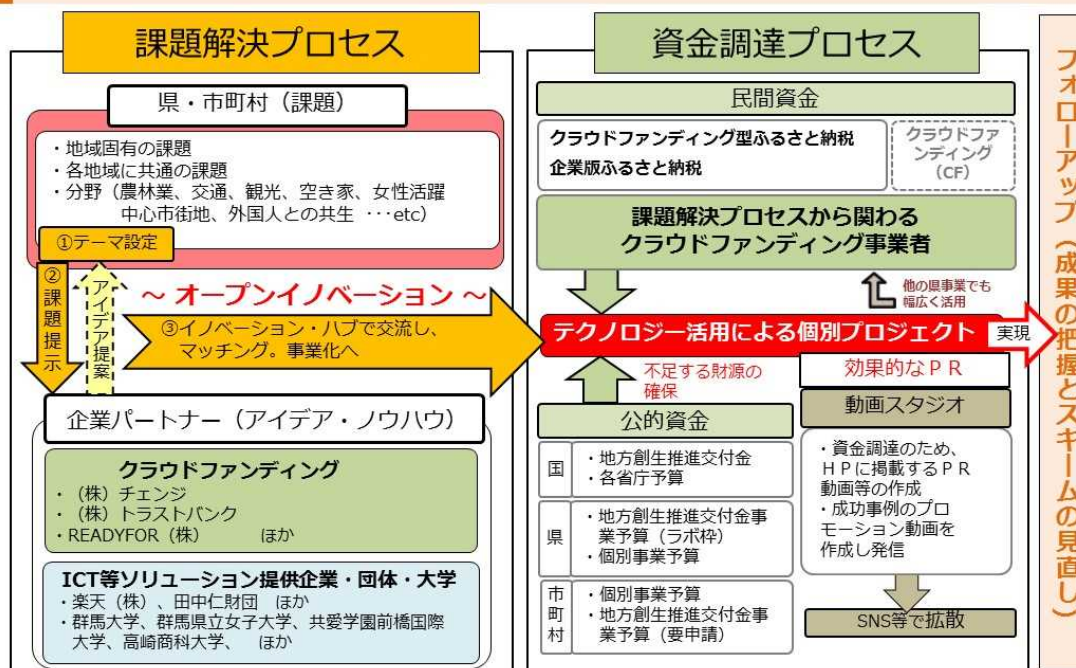 課題解決プロセス
県・市町村（課題）
・地域固有の課題
・各地域に共通の課題
・分野（農林業、交通、観光、空き家、女性活躍
中心市街地、外国人との共生 ･･･etc）
①テーマ設定
②課題提示
アイデア提案
～ オープンイノベーション ～
③イノベーション・ハブで交流し、
マッチング。事業化へ
企業パートナー（アイデア・ノウハウ）
クラウドファンディング
・（株）チェンジ
・（株）トラストバンク
・READYFOR（株） ほか
ICT等ソリューション提供企業・団体・大学
・楽天（株）、田中仁財団 ほか
・群馬大学、群馬県立女子大学、共愛学園前橋国際
大学、高崎商科大学、 ほか
資金調達プロセス
民間資金
クラウドファンディング型ふるさと納税
企業版ふるさと納税
クラウドファ
ンディング
（CF）
課題解決プロセスから関わる
クラウドファンディング事業者
他の県事業でも
幅広く活用
テクノロジー活用による個別プロジェクト
実現
不足する財源の
確保
公的資金
国
・地方創生推進交付金
・各省庁予算
県
・地方創生推進交付金事
業予算（ラボ枠）
・個別事業予算
市
町
村
・個別事業予算
・地方創生推進交付金事
業予算（要申請）
効果的なＰＲ
動画スタジオ
・資金調達のため、
ＨＰに掲載するＰＲ
動画等の作成
・成功事例のプロ
モーション動画を
作成し発信
SNS等で拡散
フォローアップ（成果の把握とスキームの見直し）